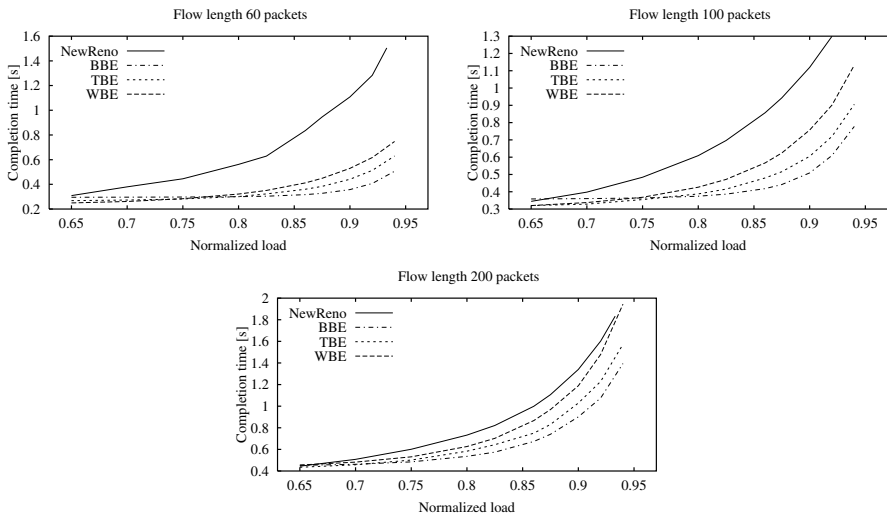 Flow length 60 packets
1.6
1.4
1.2
1
0.8
0.6
0.4
0.2
Completion time [s]
NewReno
BBE
TBE
WBE
0.65 0.7 0.75 0.8 0.85 0.9 0.95
Normalized load
Flow length 100 packets
1.3
1.2
1.1
1
0.9
0.8
0.7
0.6
0.5
0.4
0.3
Completion time [s]
NewReno
BBE
TBE
WBE
0.65 0.7 0.75 0.8 0.85 0.9 0.95
Normalized load
Flow length 200 packets
2
1.8
1.6
1.4
1.2
1
0.8
0.6
0.4
Completion time [s]
NewReno
BBE
TBE
WBE
0.65 0.7 0.75 0.8 0.85 0.9 0.95
Normalized load